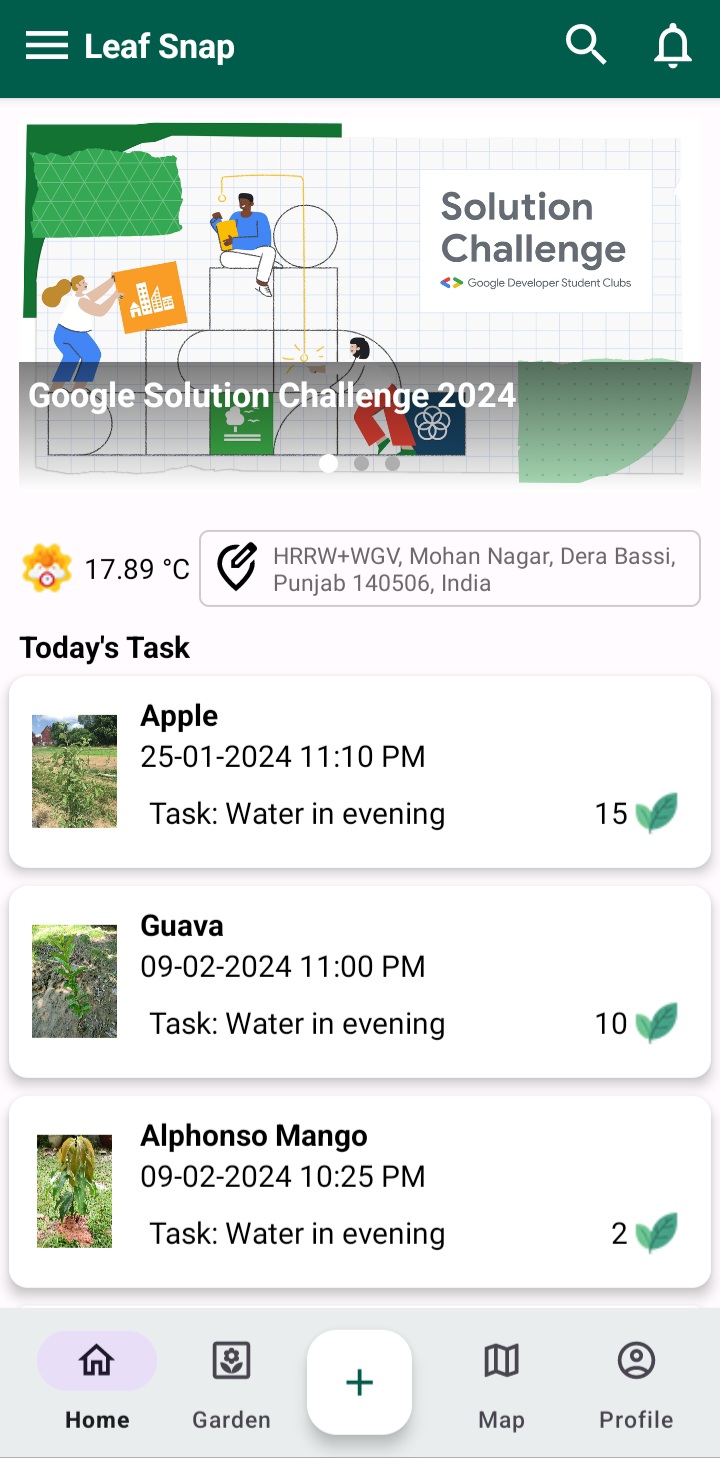 Leaf Snap
Solution
Challenge
Google Developer Student Clubs
Google Solution Challenge 2024
17.89 °C
HRRW+WGV, Mohan Nagar, Dera Bassi,
Punjab 140506, India
Today's Task
Apple
25-01-2024 11:10 PM
Task: Water in evening
15
Guava
09-02-2024 11:00 PM
Task: Water in evening
10
Alphonso Mango
09-02-2024 10:25 PM
Task: Water in evening
2
Home
Garden
+
Map
Profile